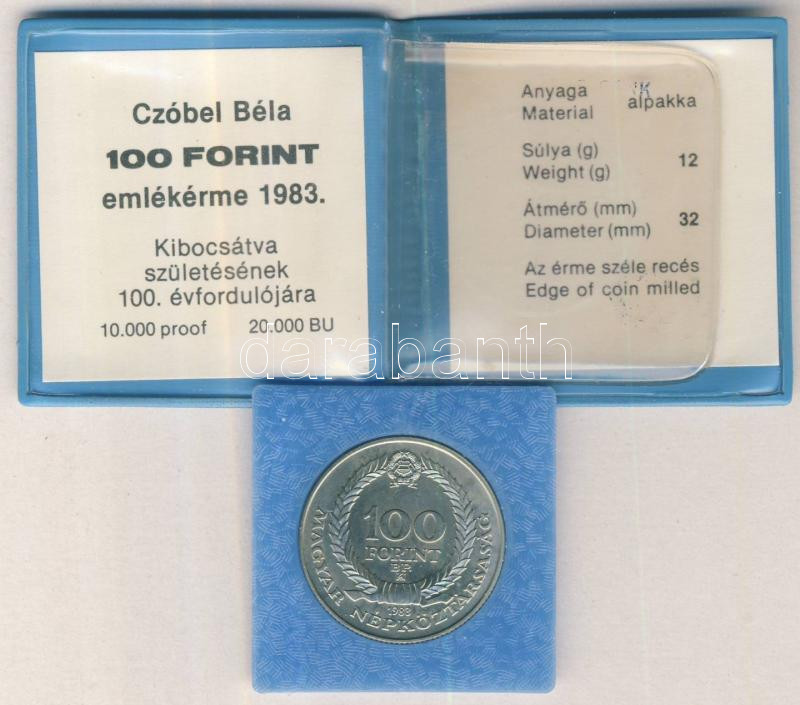 Czóbel Béla
100 FORINT
emlékérme 1983.
Kibocsátva
születésének
100. évfordulójára
10.000 proof 20.000 BU
Anyaga
Material alpakka
Súlya (g)
Weight (g) 12
Átmérő (mm)
Diameter (mm) 32
Az érme széle recés
Edge of coin milled
darabanth
100
FORINT
BP.
1983
MAGYAR NÉPKÖZTÁRSASÁG